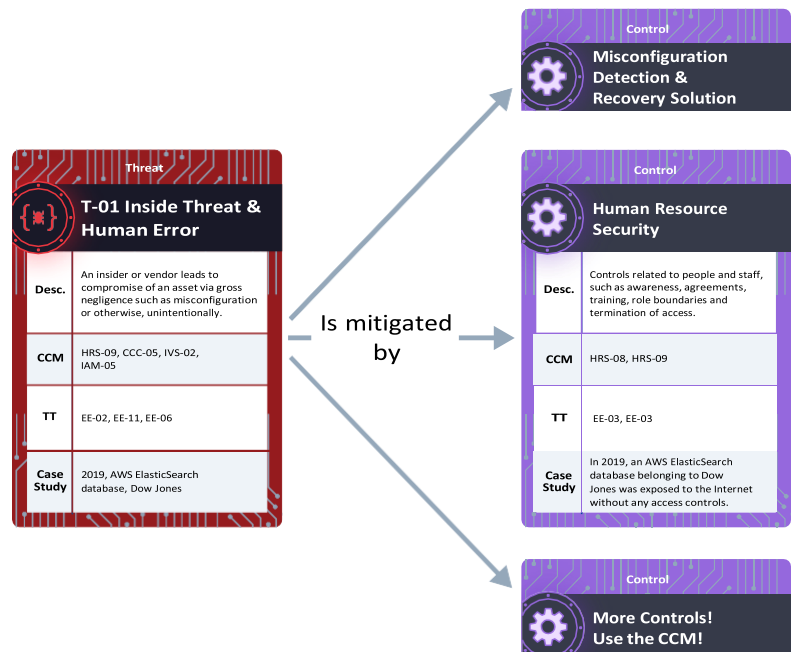 Threat
T-01 Inside Threat &
Human Error
Desc.
An insider or vendor leads to
compromise of an asset via gross
negligence such as misconfiguration
or otherwise, unintentionally.
CCM
HRS-09, CCC-05, IVS-02,
IAM-05
TT
EE-02, EE-11, EE-06
Case
Study
2019, AWS ElasticSearch
database, Dow Jones
Is mitigated
by
Control
Misconfiguration
Detection &
Recovery Solution
Control
Human Resource
Security
Desc.
Controls related to people and staff,
such as awareness, agreements,
training, role boundaries and
termination of access.
CCM
HRS-08, HRS-09
TT
EE-03, EE-03
Case
Study
In 2019, an AWS ElasticSearch
database belonging to Dow
Jones was exposed to the Internet
without any access controls.
Control
More Controls!
Use the CCM!